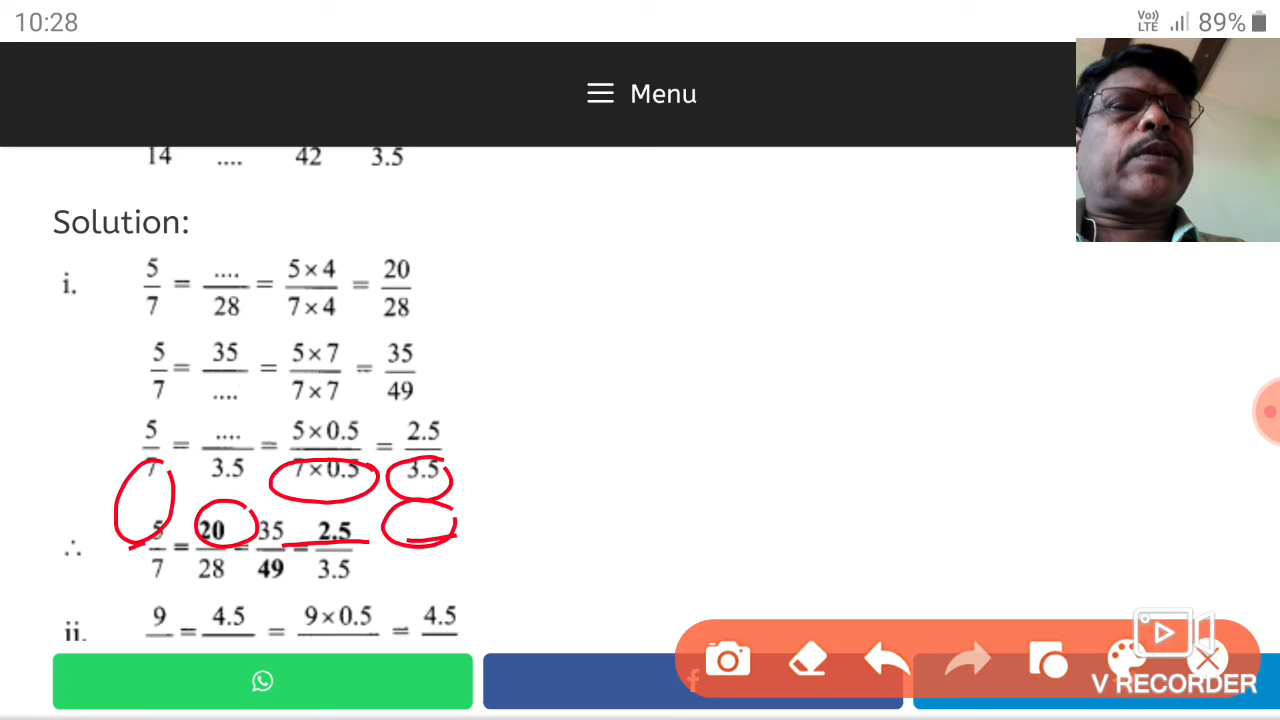 10:28 Vo)) LTE 89%
Menu
14 .... 42 3.5
Solution:
i. 5/7 = ..../28 = 5×4/7×4 = 20/28
5/7 = 35/.... = 5×7/7×7 = 35/49
5/7 = ..../3.5 = 5×0.5/7×0.5 = 2.5/3.5
∴ 5/7 = 20/28 = 35/49 = 2.5/3.5
ii. 9 = 4.5 = 9×0.5 = 4.5
f
V RECORDER